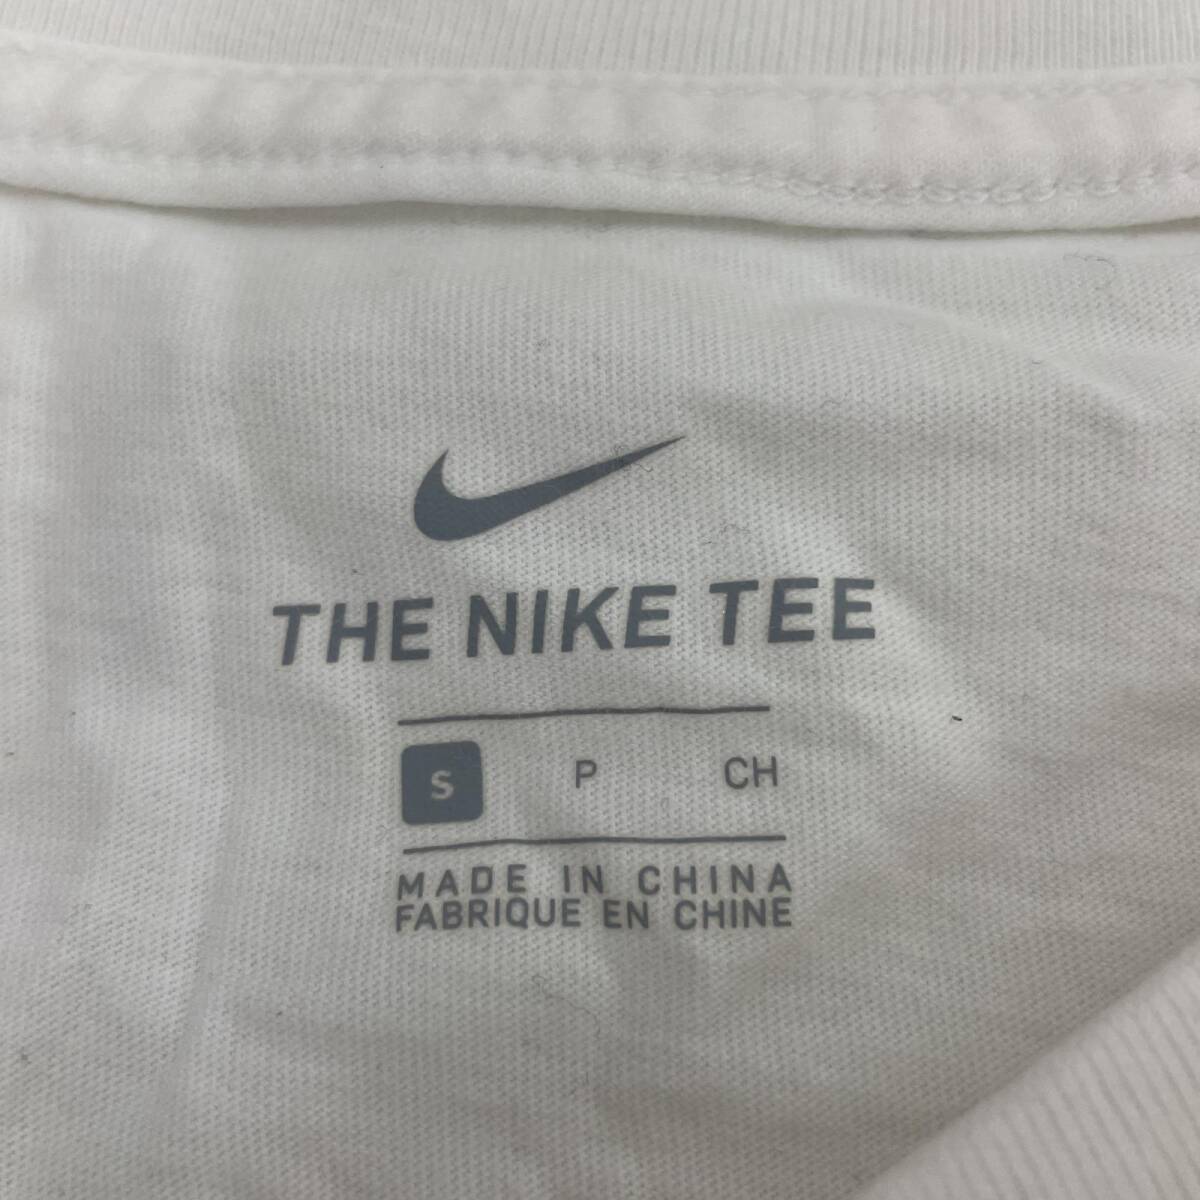 THE NIKE TEE
S P CH
MADE IN CHINA
FABRIQUE EN CHINE